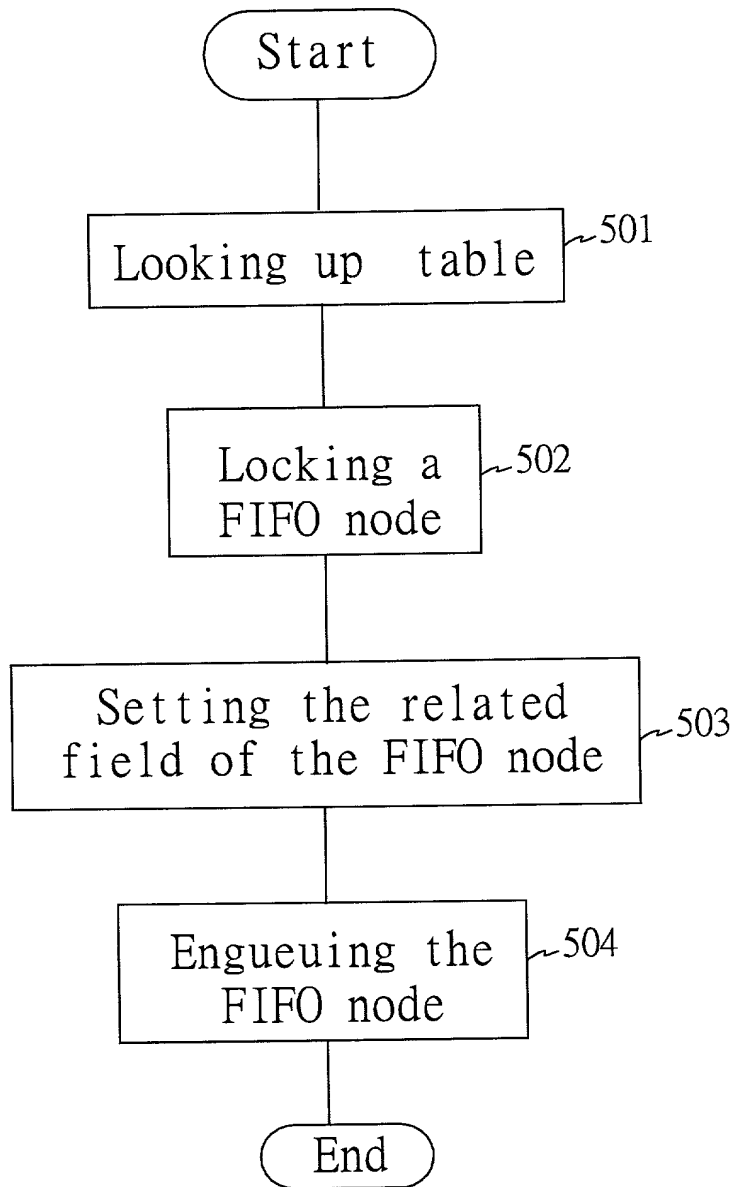 Start
Looking up table
501
Locking a
FIFO node
502
Setting the related
field of the FIFO node
503
Engueuing the
FIFO node
504
End